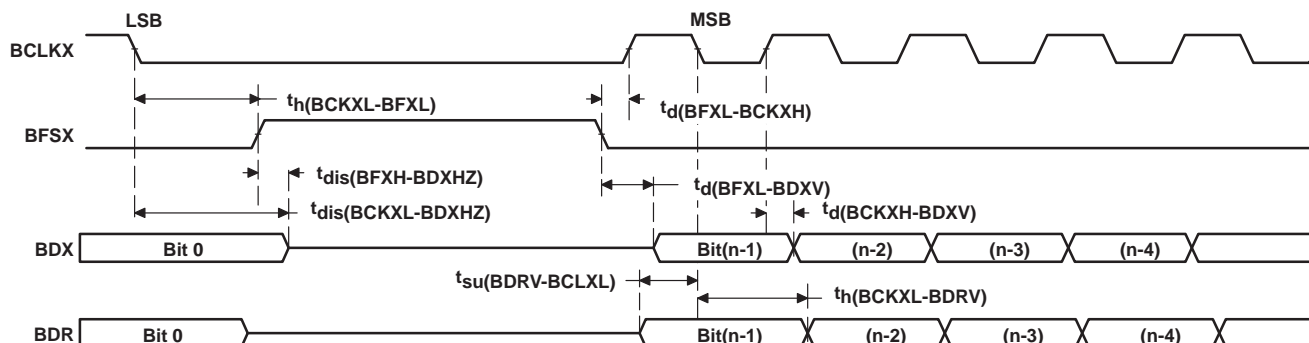 LSB MSB
BCLKX
th(BCKXL-BFXL) td(BFXL-BCKXH)
BFSX
tdis(BFXH-BDXHZ) td(BFXL-BDXV)
tdis(BCKXL-BDXHZ) td(BCKXH-BDXV)
BDX Bit 0 Bit(n-1) (n-2) (n-3) (n-4)
tsu(BDRV-BCLXL) th(BCKXL-BDRV)
BDR Bit 0 Bit(n-1) (n-2) (n-3) (n-4)